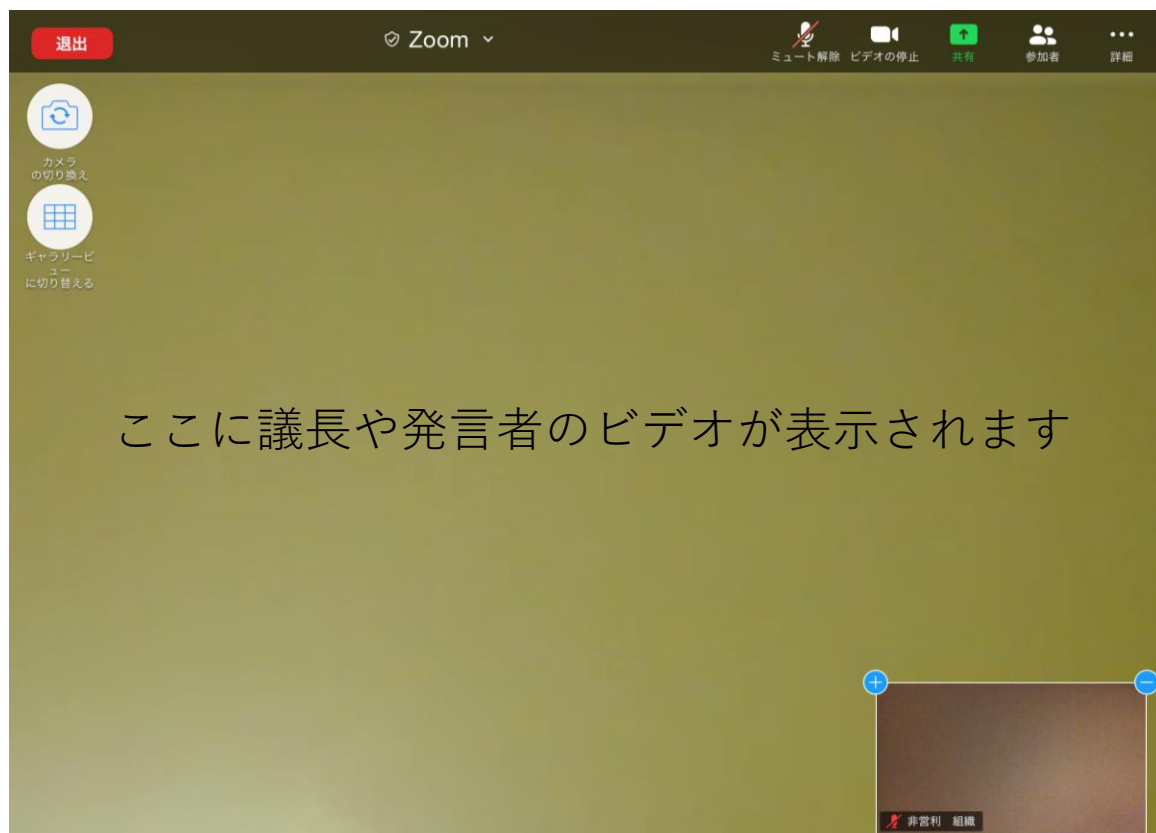 退出
Zoom
ミュート解除
ビデオの停止
共有
参加者
詳細
カメラ
の切り換え
ギャラリービ
ュー
に切り替える
ここに議長や発言者のビデオが表示されます
非営利 組織